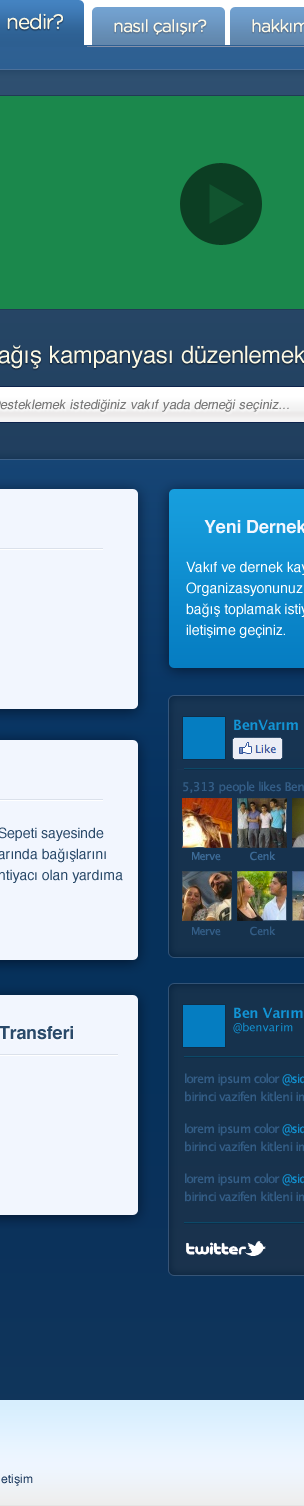 nedir?
nasıl çalışır?
ağış kampanyası düzenlemek
esteklemek istediğiniz vakıf yada derneği seçiniz...
Yeni Dernek
Vakıf ve dernek kay
Organizasyonunuz
bağış toplamak isti
iletişime geçiniz.
BenVarım
Like
5,313 people likes Ben
Merve
Cenk
Merve
Cenk
Sepeti sayesinde
arında bağışlarını
ntiyacı olan yardıma
Transferi
Ben Varım
@benvarim
lorem ipsum color @sic
birinci vazifen kitleni in
lorem ipsum color @sic
birinci vazifen kitleni in
lorem ipsum color @sic
birinci vazifen kitleni in
twitter
etişim